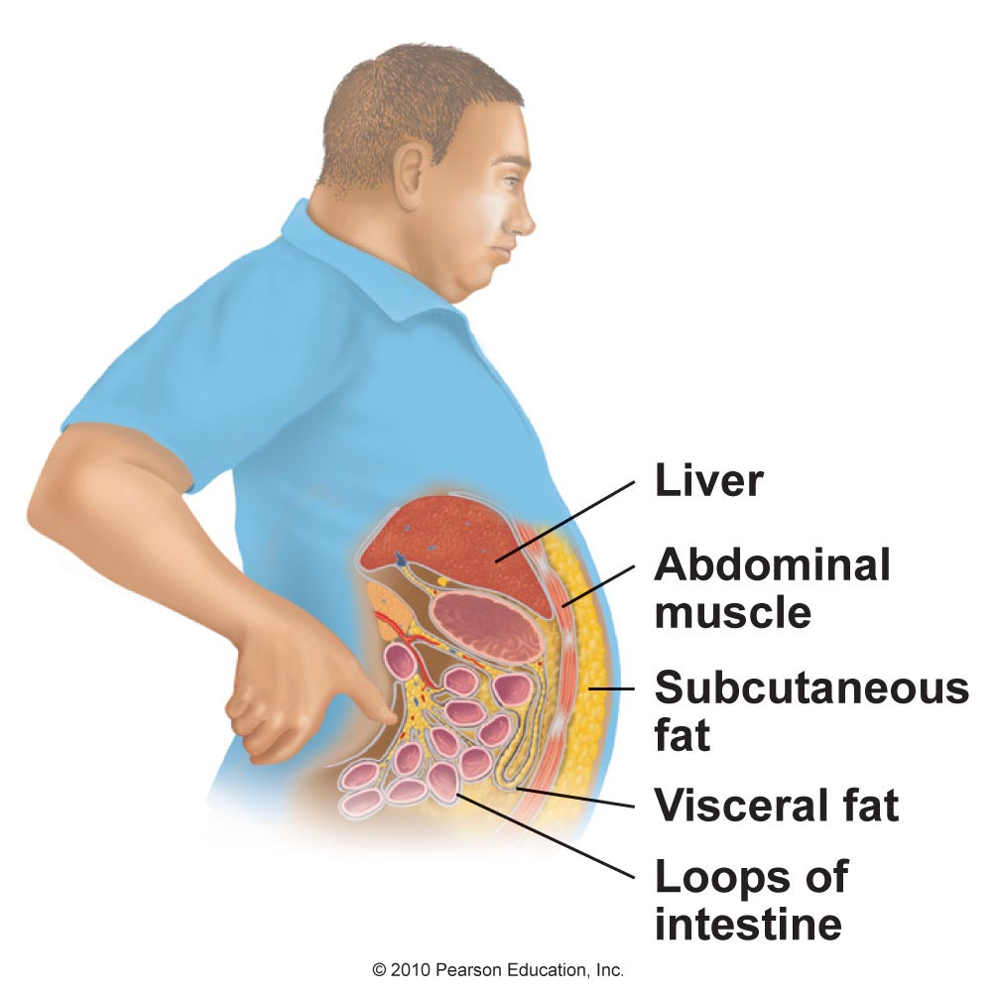 Liver
Abdominal
muscle
Subcutaneous
fat
Visceral fat
Loops of
intestine
© 2010 Pearson Education, Inc.